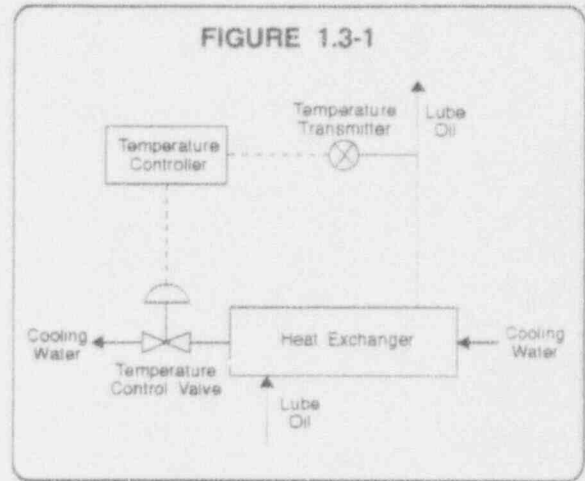 FIGURE 1.3-1
Temperature
Transmitter
Lube
Oil
Temperature
Controller
Cooling
Water
Temperature
Control Valve
Heat Exchanger
Cooling
Water
Lube
Oil